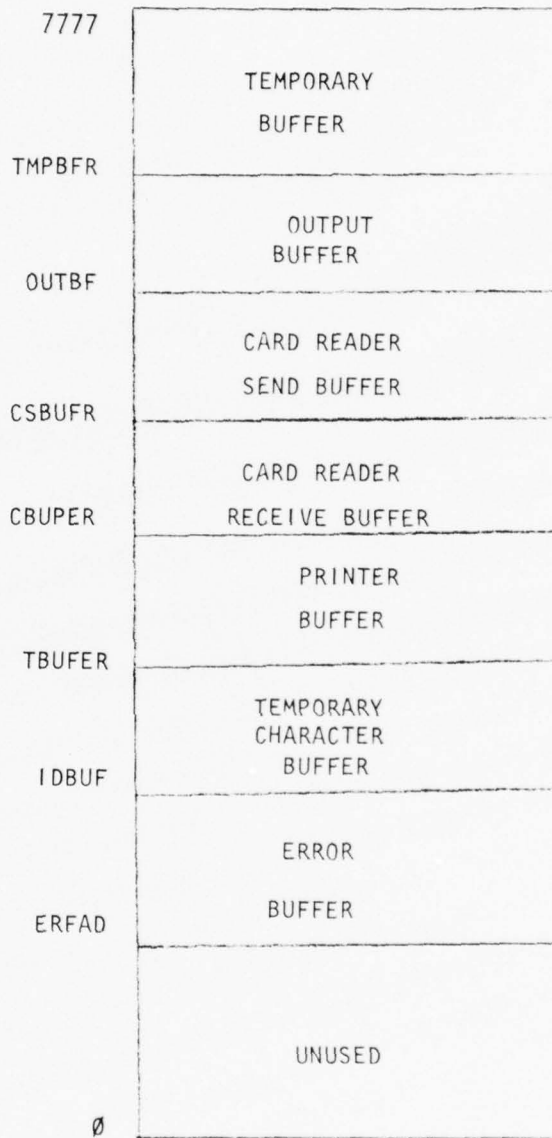 7777
TEMPORARY
BUFFER
TMPBFR
OUTPUT
BUFFER
OUTBF
CARD READER
SEND BUFFER
CSBUFR
CARD READER
CBUPER RECEIVE BUFFER
PRINTER
BUFFER
TBUFER
TEMPORARY
CHARACTER
BUFFER
IDBUF
ERROR
BUFFER
ERFAD
UNUSED
Ø